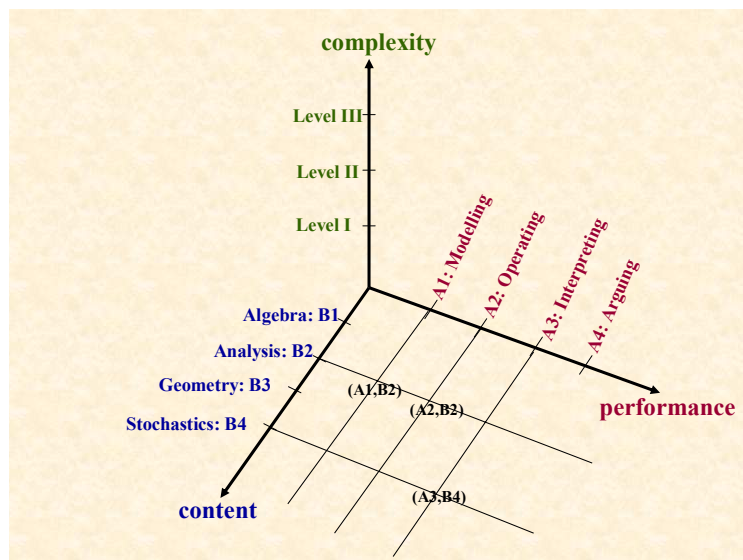 complexity
Level III
Level II
Level I
A1: Modelling
A2: Operating
A3: Interpreting
A4: Arguing
Algebra: B1
Analysis: B2
Geometry: B3
Stochastics: B4
(A1,B2)
(A2,B2)
(A3,B4)
performance
content